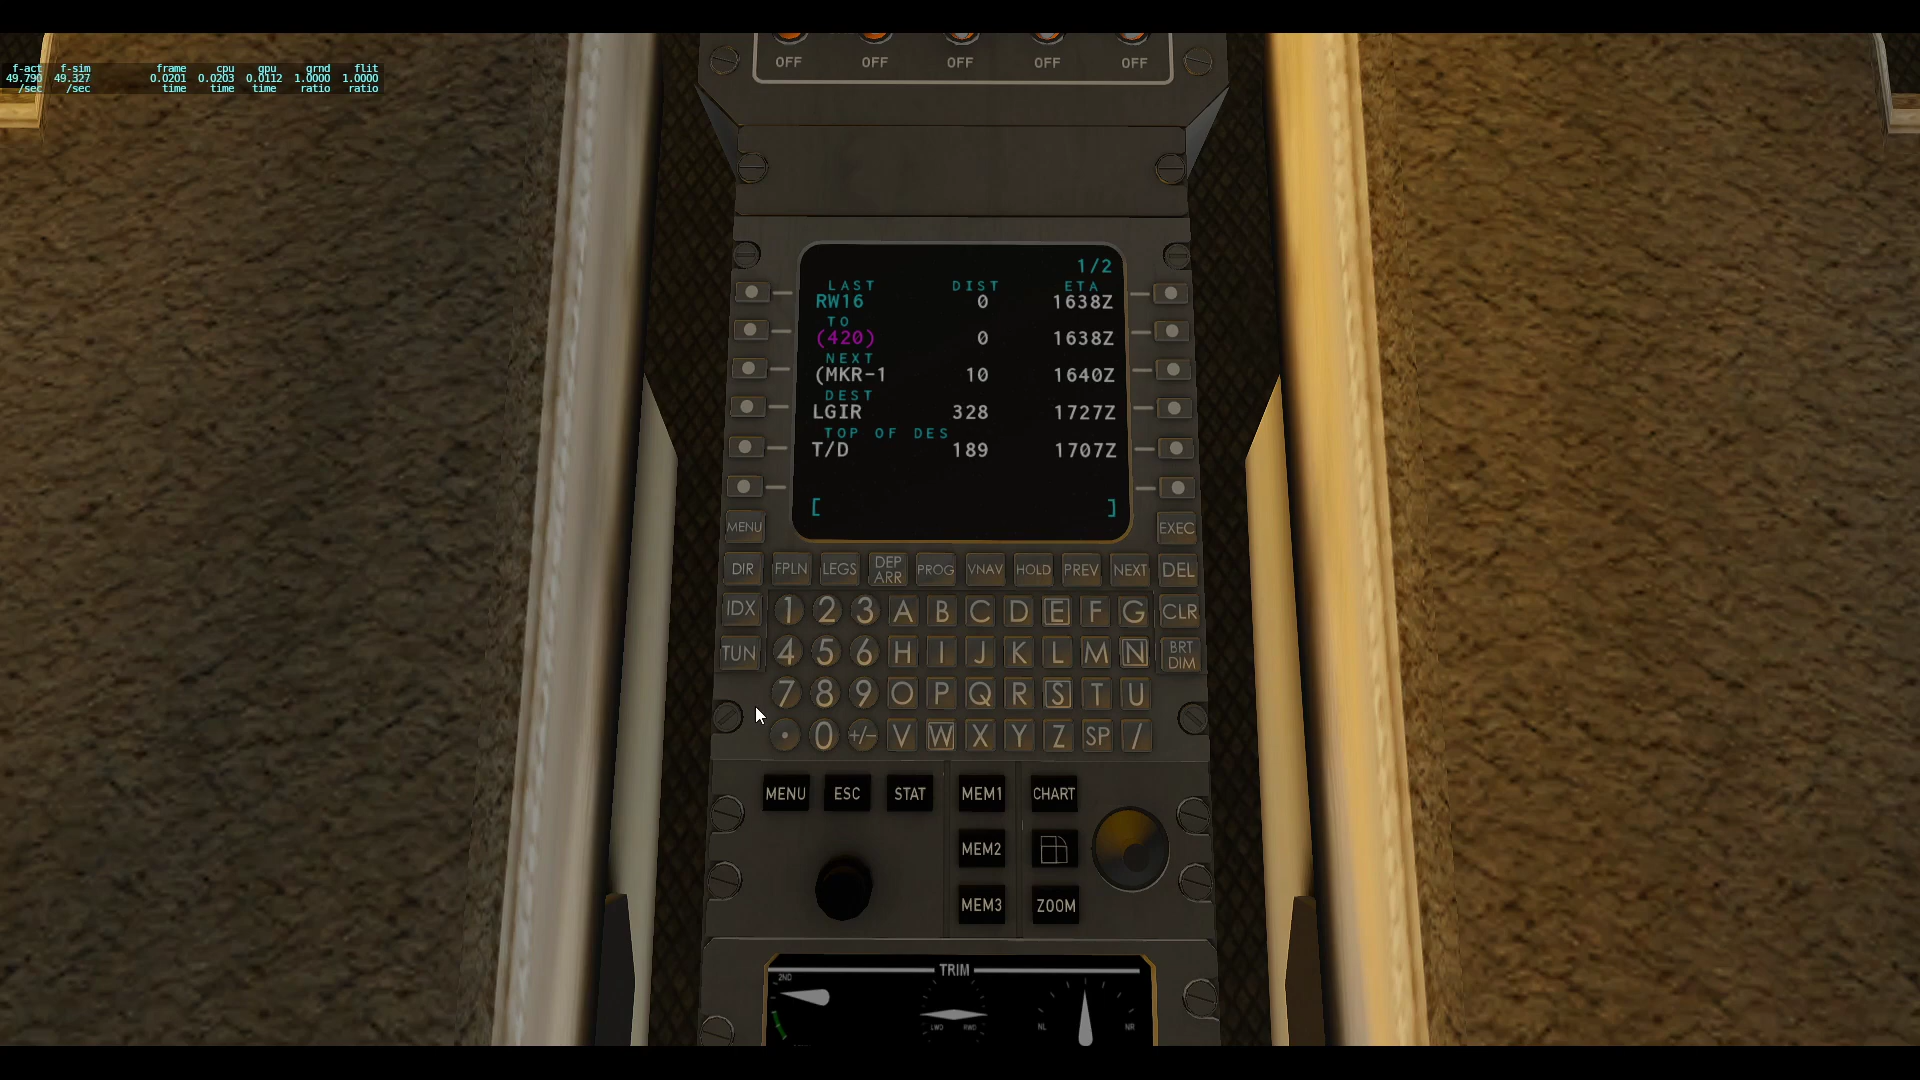 f-act f-sim frame cpu gpu grnd flit
49.790 49.327 0.0201 0.0203 0.0112 1.0000 1.0000
/sec /sec time time time ratio ratio
OFF OFF OFF OFF OFF
1/2
LAST DIST ETA
RW16 0 1638Z
TO
(420) 0 1638Z
NEXT
(MKR-1 10 1640Z
DEST
LGIR 328 1727Z
TOP OF DES
T/D 189 1707Z
[ ]
MENU EXEC
DIR FPLN LEGS DEP ARR PROG VNAV HOLD PREV NEXT DEL
IDX 1 2 3 A B C D E F G CLR
TUN 4 5 6 H I J K L M N BRT DIM
7 8 9 O P Q R S T U
. 0 +/- V W X Y Z SP /
MENU ESC STAT MEM1 CHART
MEM2
MEM3 ZOOM
TRIM
2ND
LWD RWD NL NR